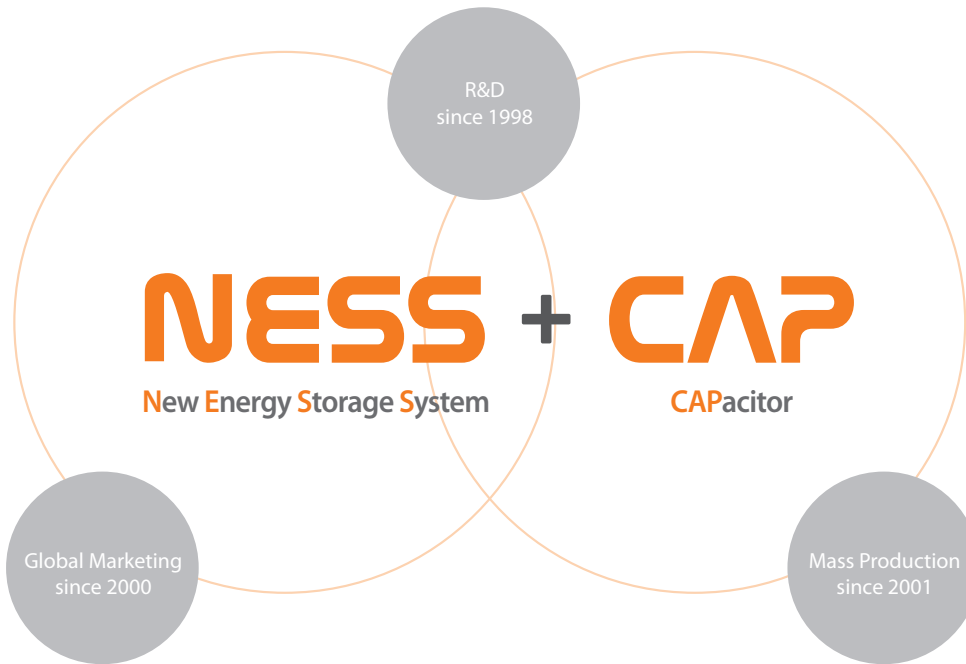 R&D
since 1998
NESS + CAP
New Energy Storage System
CAPacitor
Global Marketing
since 2000
Mass Production
since 2001